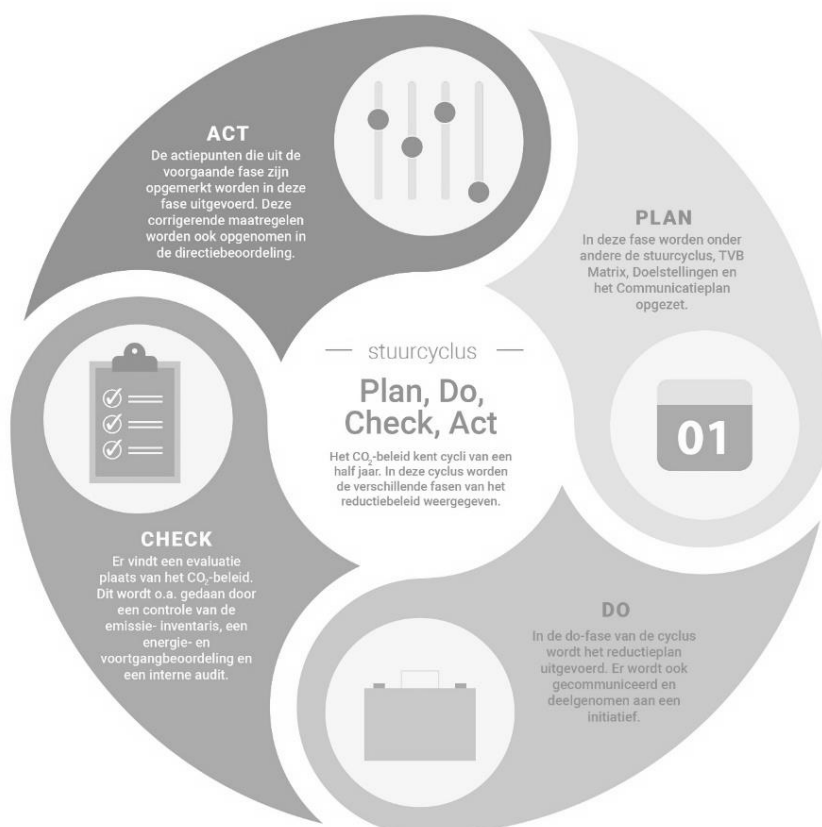 stuurcyclus
Plan, Do,
Check, Act
Het CO₂-beleid kent cycli van een
half jaar. In deze cyclus worden
de verschillende fasen van het
reductiebeleid weergegeven.
PLAN
In deze fase worden onder
andere de stuurcyclus, TVB
Matrix, Doelstellingen en
het Communicatieplan
opgezet.
01
DO
In de do-fase van de cyclus
wordt het reductieplan
uitgevoerd. Er wordt ook
gecommuniceerd en
deelgenomen aan een
initiatief.
CHECK
Er vindt een evaluatie
plaats van het CO₂-beleid.
Dit wordt o.a. gedaan door
een controle van de
emissie- inventaris, een
energie- en
voortgangbeoordeling en
een interne audit.
ACT
De actiepunten die uit de
voorgaande fase zijn
opgemerkt worden in deze
fase uitgevoerd. Deze
corrigerende maatregelen
worden ook opgenomen in
de directiebeoordeling.